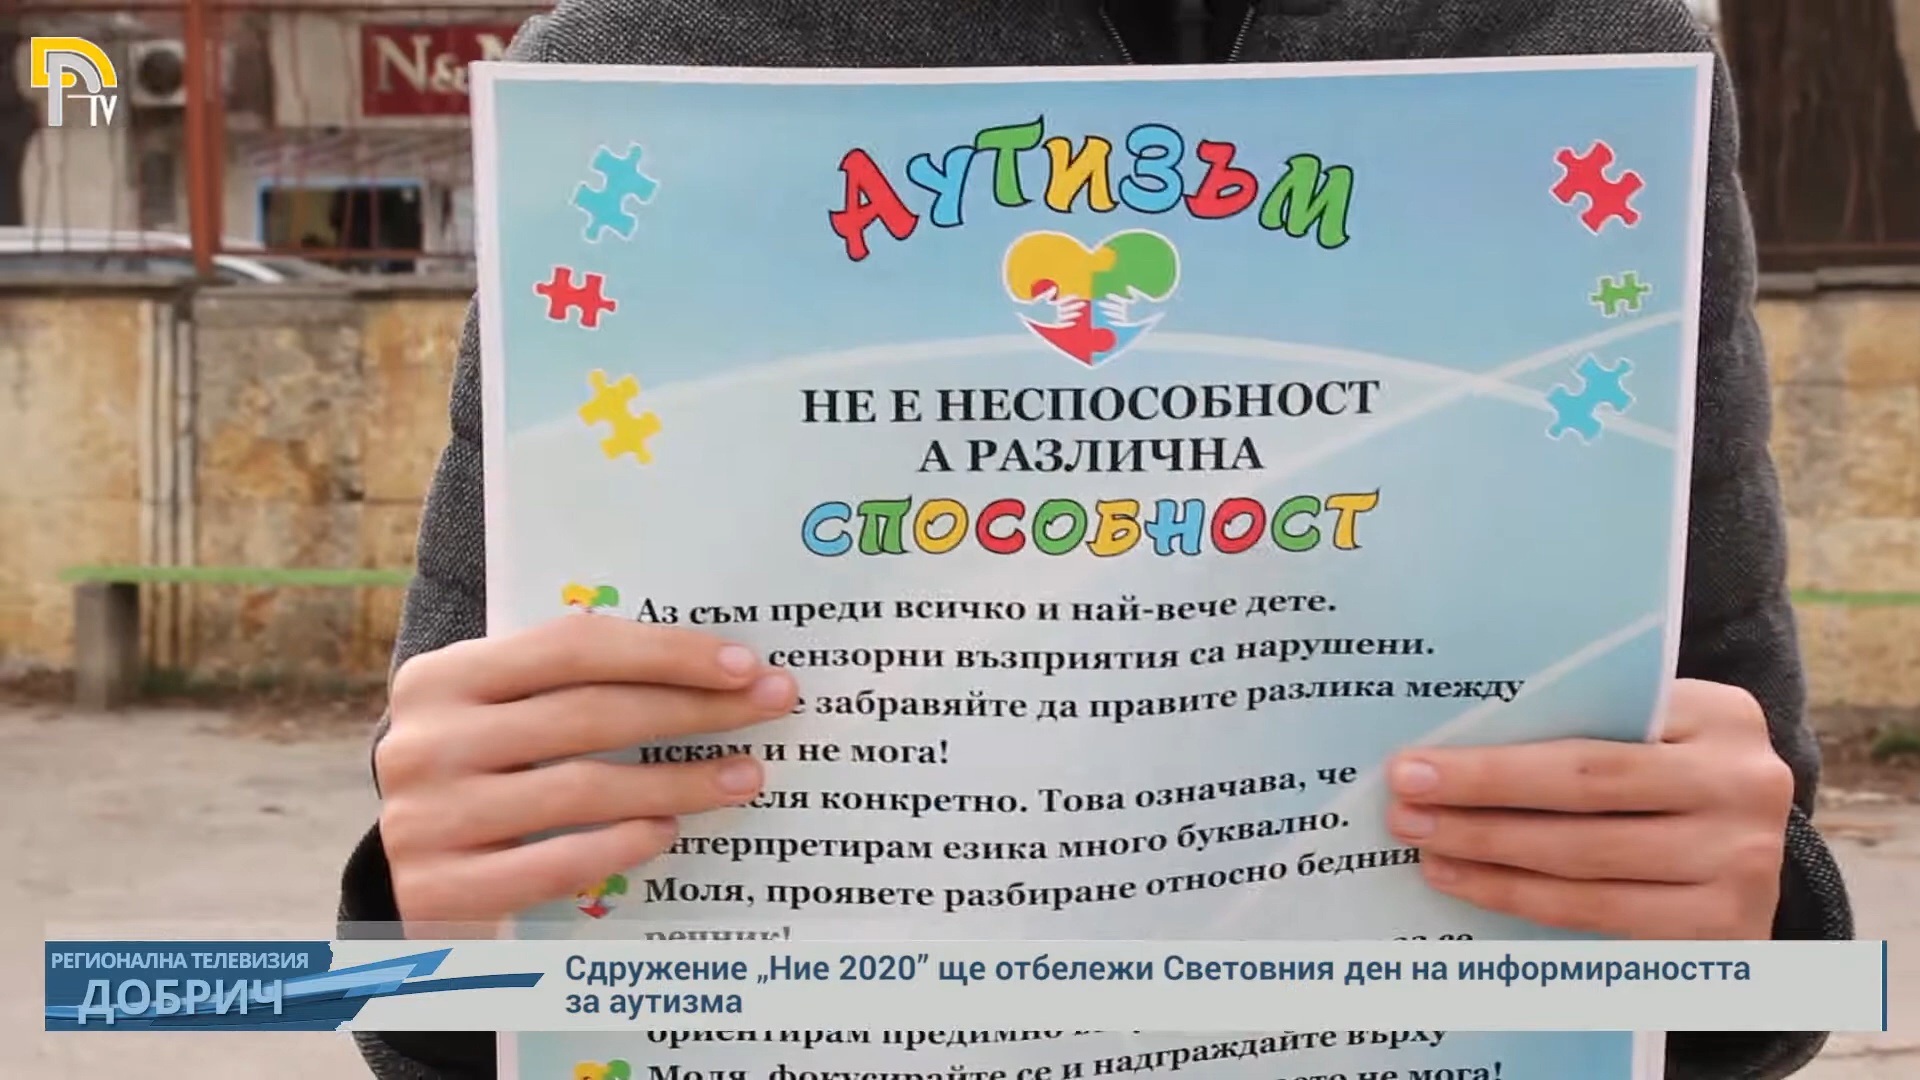 TV
N&
АУТИЗЪМ
НЕ Е НЕСПОСОБНОСТ
А РАЗЛИЧНА
СПОСОБНОСТ
Аз съм преди всичко и най-вече дете.
сензорни възприятия са нарушени.
забравяйте да правите разлика между
искам и не мога!
конкретно. Това означава, че
интерпретирам езика много буквално.
Моля, проявете разбиране относно бедния
речник!
РЕГИОНАЛНА ТЕЛЕВИЗИЯ
ДОБРИЧ
Сдружение „Ние 2020” ще отбележи Световния ден на информираността
за аутизма
ориентирам предимно
Моля, фокусирайте се и надграждайте върху
не мога!